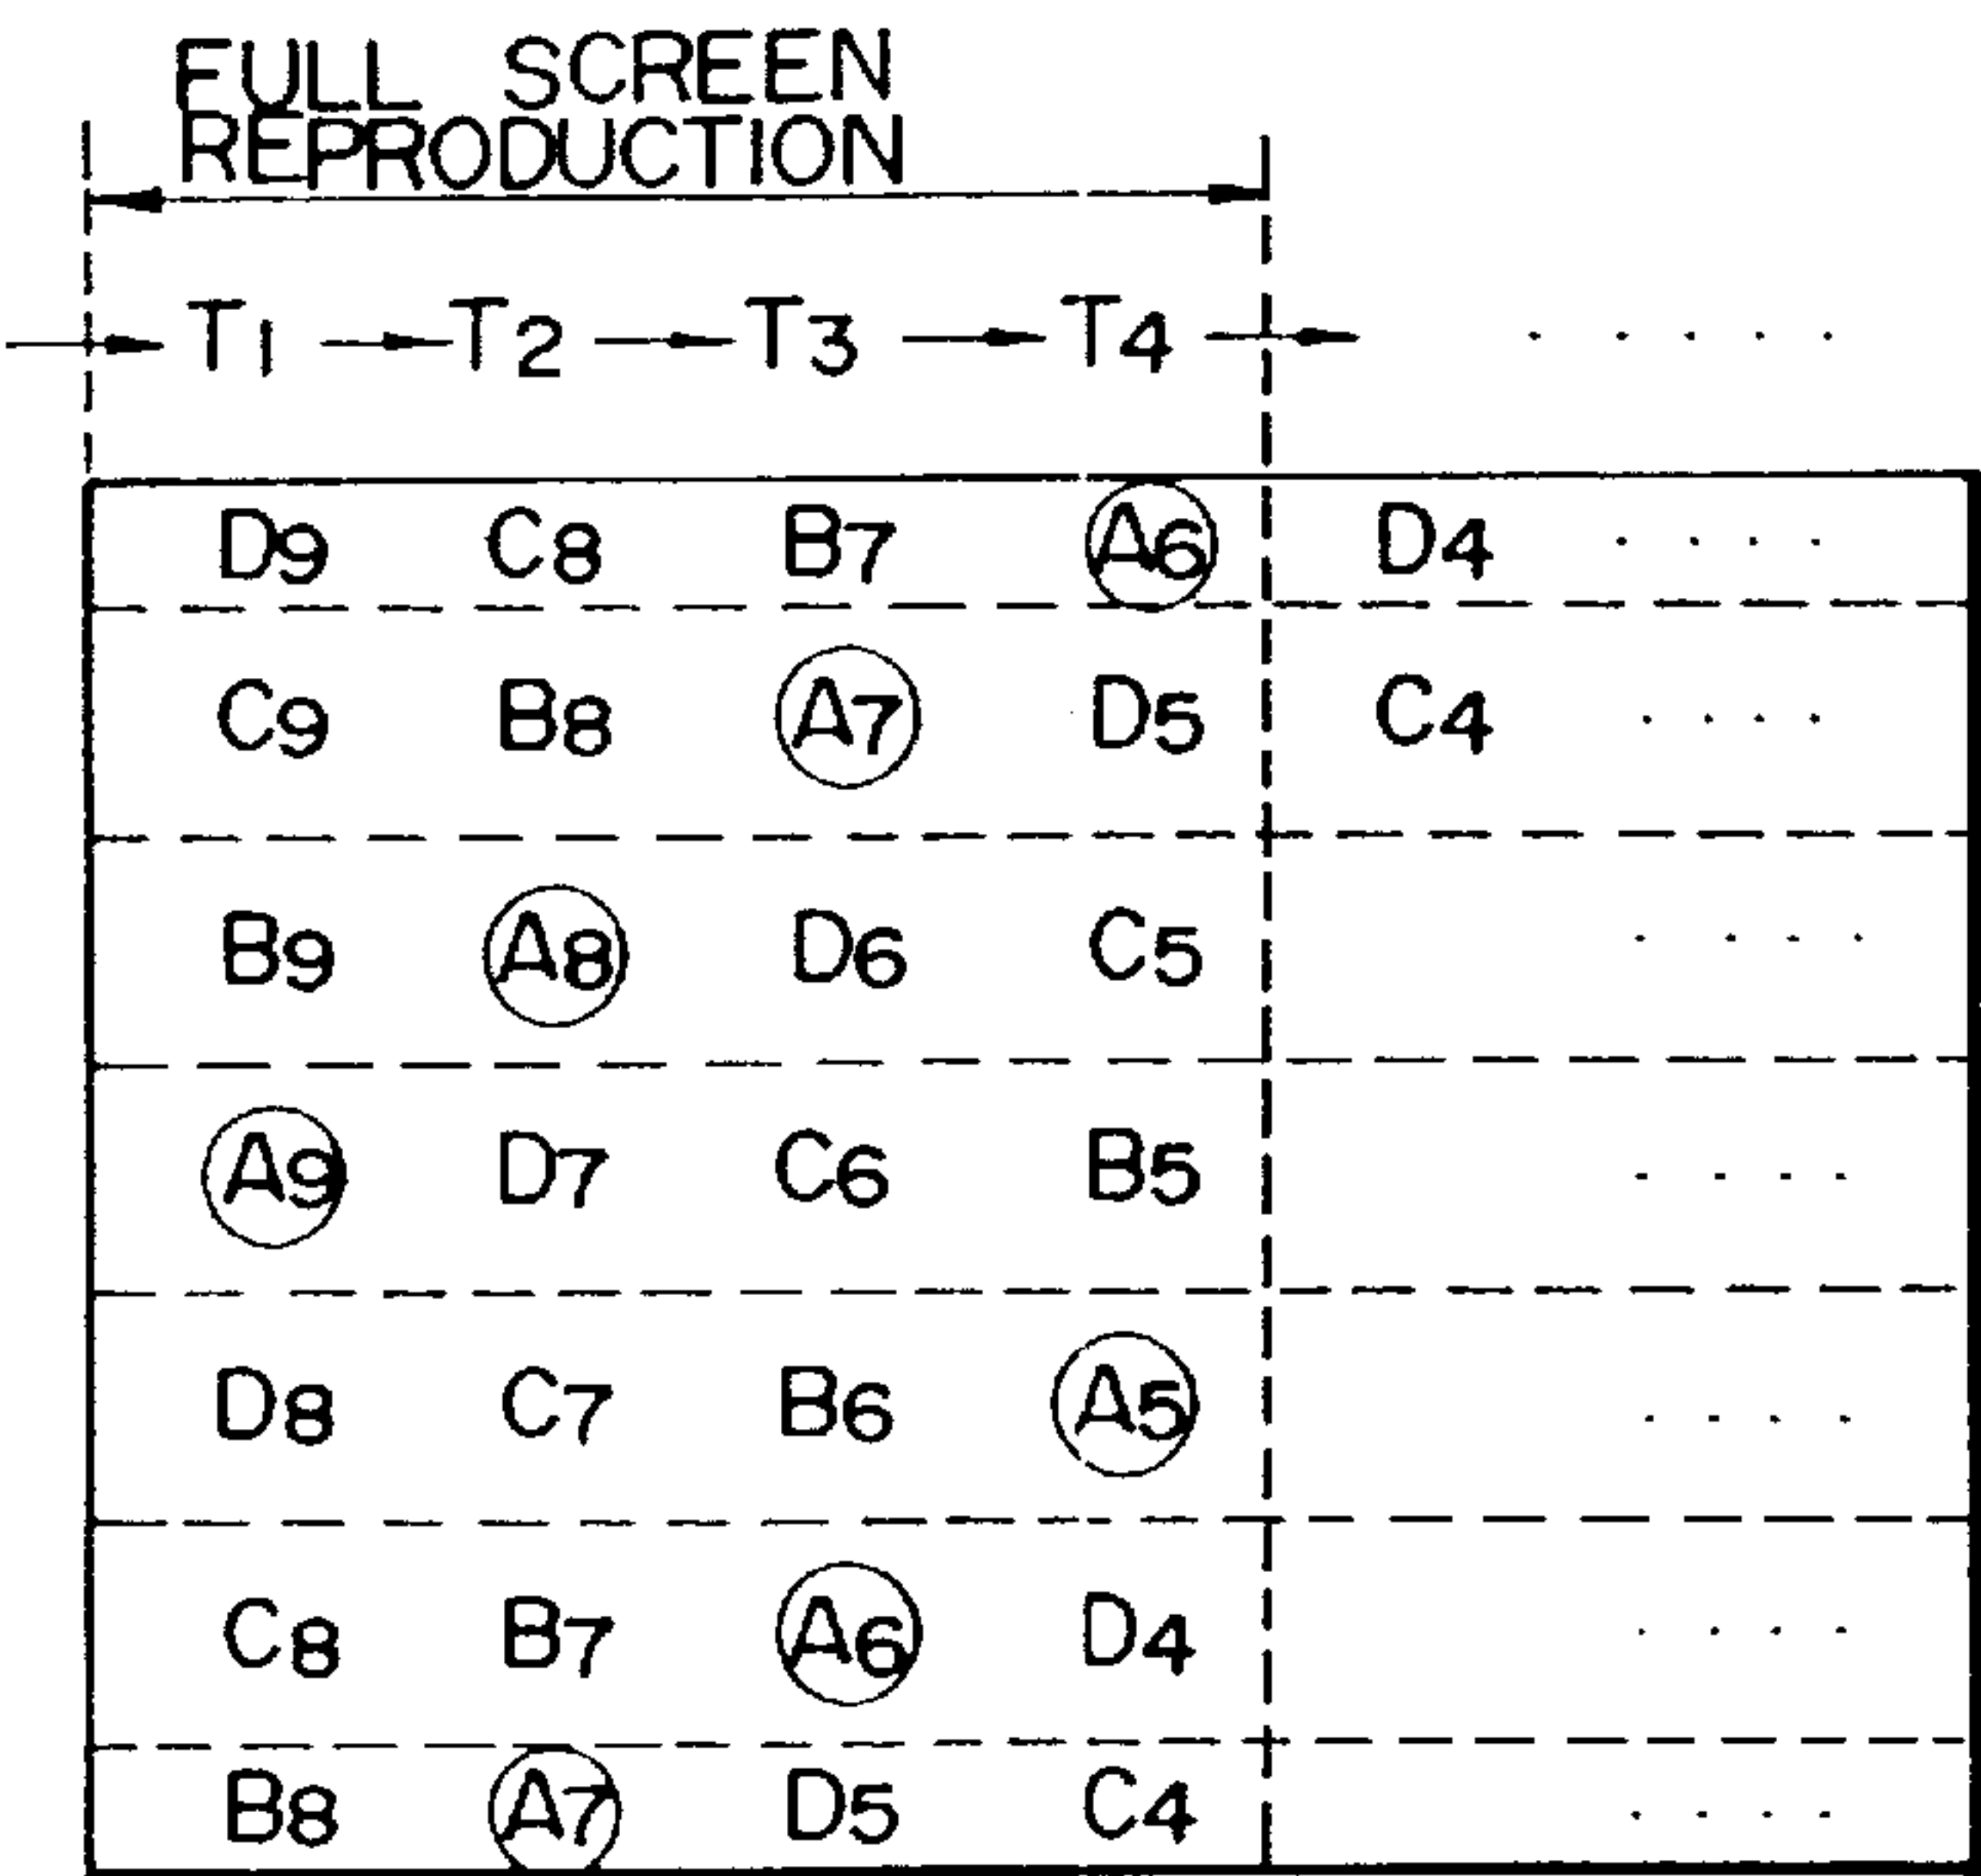 FULL SCREEN
REPRODUCTION
T1 T2 T3 T4 . . . . .
D9 C8 B7 A6 D4 . . . .
C9 B8 A7 D5 C4 . . . .
B9 A8 D6 C5 . . . .
A9 D7 C6 B5 . . . .
D8 C7 B6 A5 . . . .
C8 B7 A6 D4 . . . .
B8 A7 D5 C4 . . . .